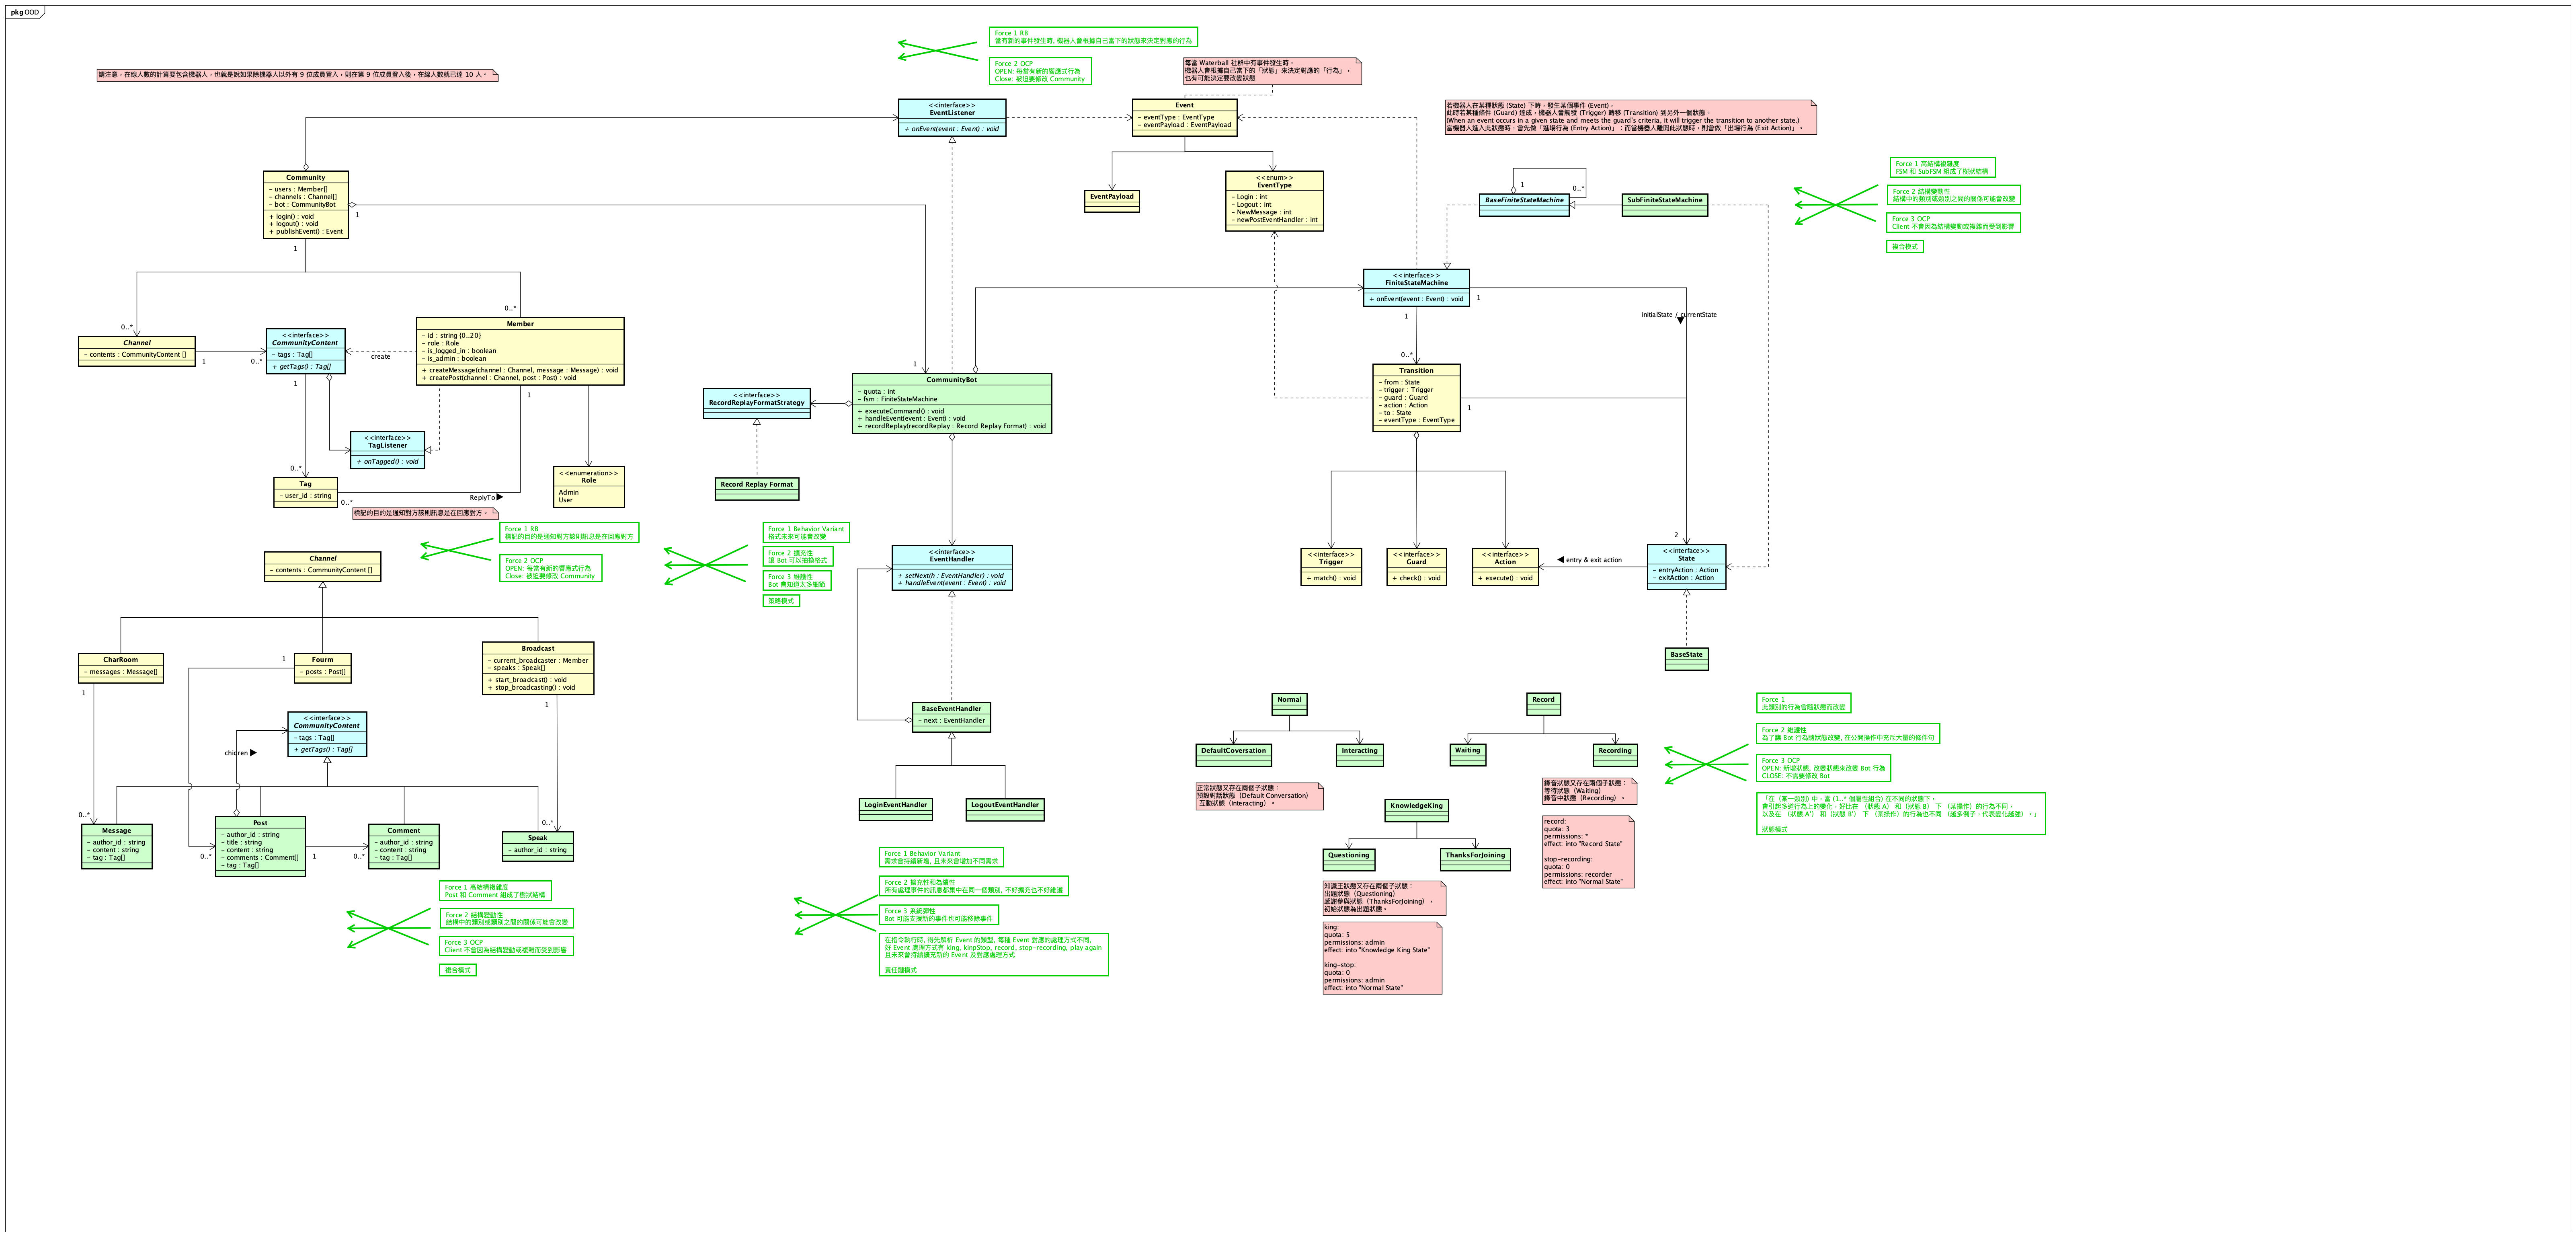 pkg OOD
Force 1 RB
當有新的事件發生時, 機器人會根據自己當下的狀態來決定對應的行為
Force 2 OCP
OPEN: 每當有新的響應式行為
Close: 被迫要修改 Community
請注意，在線人數的計算要包含機器人，也就是說如果除機器人以外有 9 位成員登入，則在第 9 位成員登入後，在線人數就已達 10 人。
每當 Waterball 社群中有事件發生時，
機器人會根據自己當下的「狀態」來決定對應的「行為」，
也有可能決定要改變狀態
<<interface>>
EventListener
+ onEvent(event : Event) : void
Event
- eventType : EventType
- eventPayload : EventPayload
若機器人在某種狀態 (State) 下時，發生某個事件 (Event)，
此時若某種條件 (Guard) 達成，機器人會觸發 (Trigger) 轉移 (Transition) 到另外一個狀態。
(When an event occurs in a given state and meets the guard's criteria, it will trigger the transition to another state.)
當機器人進入此狀態時，會先做「進場行為 (Entry Action)」；而當機器人離開此狀態時，則會做「出場行為 (Exit Action)」。
Community
- users : Member[]
- channels : Channel[]
- bot : CommunityBot
+ login() : void
+ logout() : void
+ publishEvent() : Event
1
1
EventPayload
<<enum>>
EventType
- Login : int
- Logout : int
- NewMessage : int
- newPostEventHandler : int
1
0..*
BaseFiniteStateMachine
SubFiniteStateMachine
Force 1 高結構複雜度
FSM 和 SubFSM 組成了樹狀結構
Force 2 結構變動性
結構中的類別或類別之間的關係可能會改變
Force 3 OCP
Client 不會因為結構變動或複雜而受到影響
複合模式
<<interface>>
FiniteStateMachine
+ onEvent(event : Event) : void
1
1
initialState / currentState
0..*
0..*
0..*
Channel
- contents : CommunityContent []
1
0..*
<<interface>>
CommunityContent
- tags : Tag[]
+ getTags() : Tag[]
1
create
Member
- id : string {0...20}
- role : Role
- is_logged_in : boolean
- is_admin : boolean
+ createMessage(channel : Channel, message : Message) : void
+ createPost(channel : Channel, post : Post) : void
1
1
CommunityBot
- quota : int
- fsm : FiniteStateMachine
+ executeCommand() : void
+ handleEvent(event : Event) : void
+ recordReplay(recordReplay : Record Replay Format) : void
<<interface>>
RecordReplayFormatStrategy
Record Replay Format
Transition
- from : State
- trigger : Trigger
- guard : Guard
- action : Action
- to : State
- eventType : EventType
1
<<interface>>
TagListener
+ onTagged() : void
0..*
Tag
- user_id : string
0..*
ReplyTo
<<enumeration>>
Role
Admin
User
標記的目的是通知對方該則訊息是在回應對方。
Force 1 RB
標記的目的是通知對方該則訊息是在回應對方
Force 2 OCP
OPEN: 每當有新的響應式行為
Close: 被迫要修改 Community
Force 1 Behavior Variant
格式未來可能會改變
Force 2 擴充性
讓 Bot 可以抽換格式
Force 3 維護性
Bot 會知道太多細節
策略模式
<<interface>>
EventHandler
+ setNext(h : EventHandler) : void
+ handleEvent(event : Event) : void
<<interface>>
Trigger
+ match() : void
<<interface>>
Guard
+ check() : void
<<interface>>
Action
+ execute() : void
entry & exit action
2
<<interface>>
State
- entryAction : Action
- exitAction : Action
BaseState
Channel
- contents : CommunityContent []
CharRoom
- messages : Message[]
1
1
Fourm
- posts : Post[]
Broadcast
- current_broadcaster : Member
- speaks : Speak[]
+ start_broadcast() : void
+ stop_broadcasting() : void
1
<<interface>>
CommunityContent
- tags : Tag[]
+ getTags() : Tag[]
chidren
BaseEventHandler
- next : EventHandler
LoginEventHandler
LogoutEventHandler
0..*
Message
- author_id : string
- content : string
- tag : Tag[]
0..*
Post
- author_id : string
- title : string
- content : string
- comments : Comment[]
- tag : Tag[]
1
0..*
Comment
- author_id : string
- content : string
- tag : Tag[]
0..*
Speak
- author_id : string
Force 1 高結構複雜度
Post 和 Comment 組成了樹狀結構
Force 2 結構變動性
結構中的類別或類別之間的關係可能會改變
Force 3 OCP
Client 不會因為結構變動或複雜而受到影響
複合模式
Force 1 Behavior Variant
需求會持續新增, 且未來會增加不同需求
Force 2 擴充性和為續性
所有處理事件的訊息都集中在同一個類別, 不好擴充也不好維護
Force 3 系統彈性
Bot 可能支援新的事件也可能移除事件
在指令執行時, 得先解析 Event 的類型, 每種 Event 對應的處理方式不同,
好 Event 處理方式有 king, kinpStop, record, stop-recording, play again
且未來會持續擴充新的 Event 及對應處理方式
責任鏈模式
Normal
DefaultCoversation
Interacting
正常狀態又存在兩個子狀態：
預設對話狀態（Default Conversation）
互動狀態（Interacting）。
Record
Waiting
Recording
錄音狀態又存在兩個子狀態：
等待狀態（Waiting）
錄音中狀態（Recording）。
record:
quota: 3
permissions: *
effect: into "Record State"
stop-recording:
quota: 0
permissions: recorder
effect: into "Normal State"
KnowledgeKing
Questioning
ThanksForJoining
知識王狀態又存在兩個子狀態：
出題狀態（Questioning）
感謝參與狀態（ThanksForJoining），
初始狀態為出題狀態。
king:
quota: 5
permissions: admin
effect: into "Knowledge King State"
king-stop:
quota: 0
permissions: admin
effect: into "Normal State"
Force 1
此類別的行為會隨狀態而改變
Force 2 維護性
為了讓 Bot 行為隨狀態改變, 在公開操作中充斥大量的條件句
Force 3 OCP
OPEN: 新增狀態, 改變狀態來改變 Bot 行為
CLOSE: 不需要修改 Bot
「在（某一類別) 中，當 (1..* 個屬性組合) 在不同的狀態下，
會引起多道行為上的變化，好比在 （狀態 A） 和（狀態 B） 下 （某操作）的行為不同，
以及在 （狀態 A'） 和（狀態 B'） 下 （某操作）的行為也不同 （越多例子，代表變化越強）。」
狀態模式